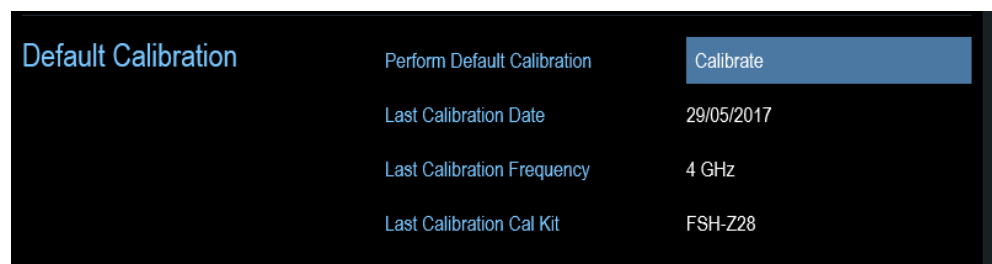 Default Calibration
Perform Default Calibration Calibrate
Last Calibration Date 29/05/2017
Last Calibration Frequency 4 GHz
Last Calibration Cal Kit FSH-Z28